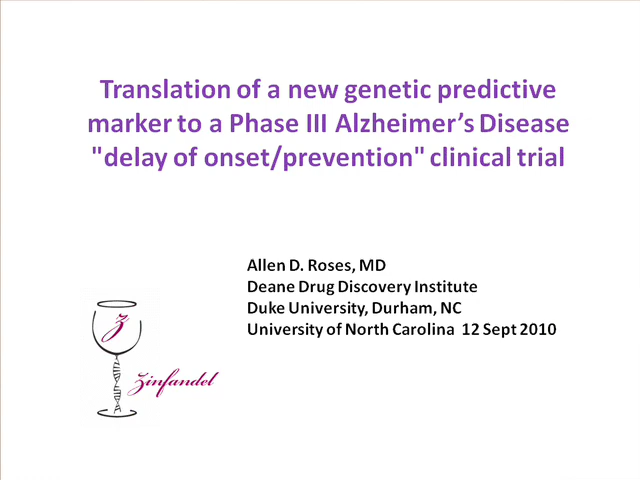 Translation of a new genetic predictive
marker to a Phase III Alzheimer's Disease
"delay of onset/prevention" clinical trial
Allen D. Roses, MD
Deane Drug Discovery Institute
Duke University, Durham, NC
University of North Carolina 12 Sept 2010
z
zinfandel